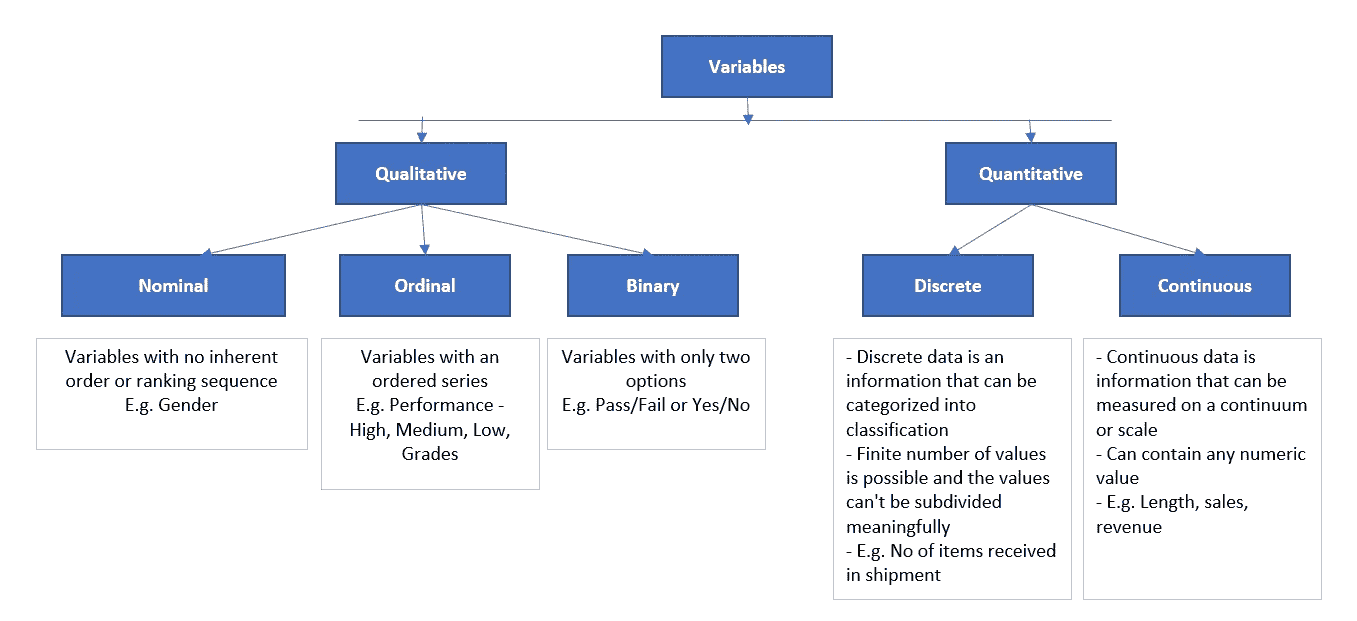 Variables
Qualitative
Quantitative
Nominal
Ordinal
Binary
Discrete
Continuous
Variables with no inherent
order or ranking sequence
E.g. Gender
Variables with an
ordered series
E.g. Performance -
High, Medium, Low,
Grades
Variables with only two
options
E.g. Pass/Fail or Yes/No
- Discrete data is an
information that can be
categorized into
classification
- Finite number of values
is possible and the values
can't be subdivided
meaningfully
- E.g. No of items received
in shipment
- Continuous data is
information that can be
measured on a continuum
or scale
- Can contain any numeric
value
- E.g. Length, sales,
revenue